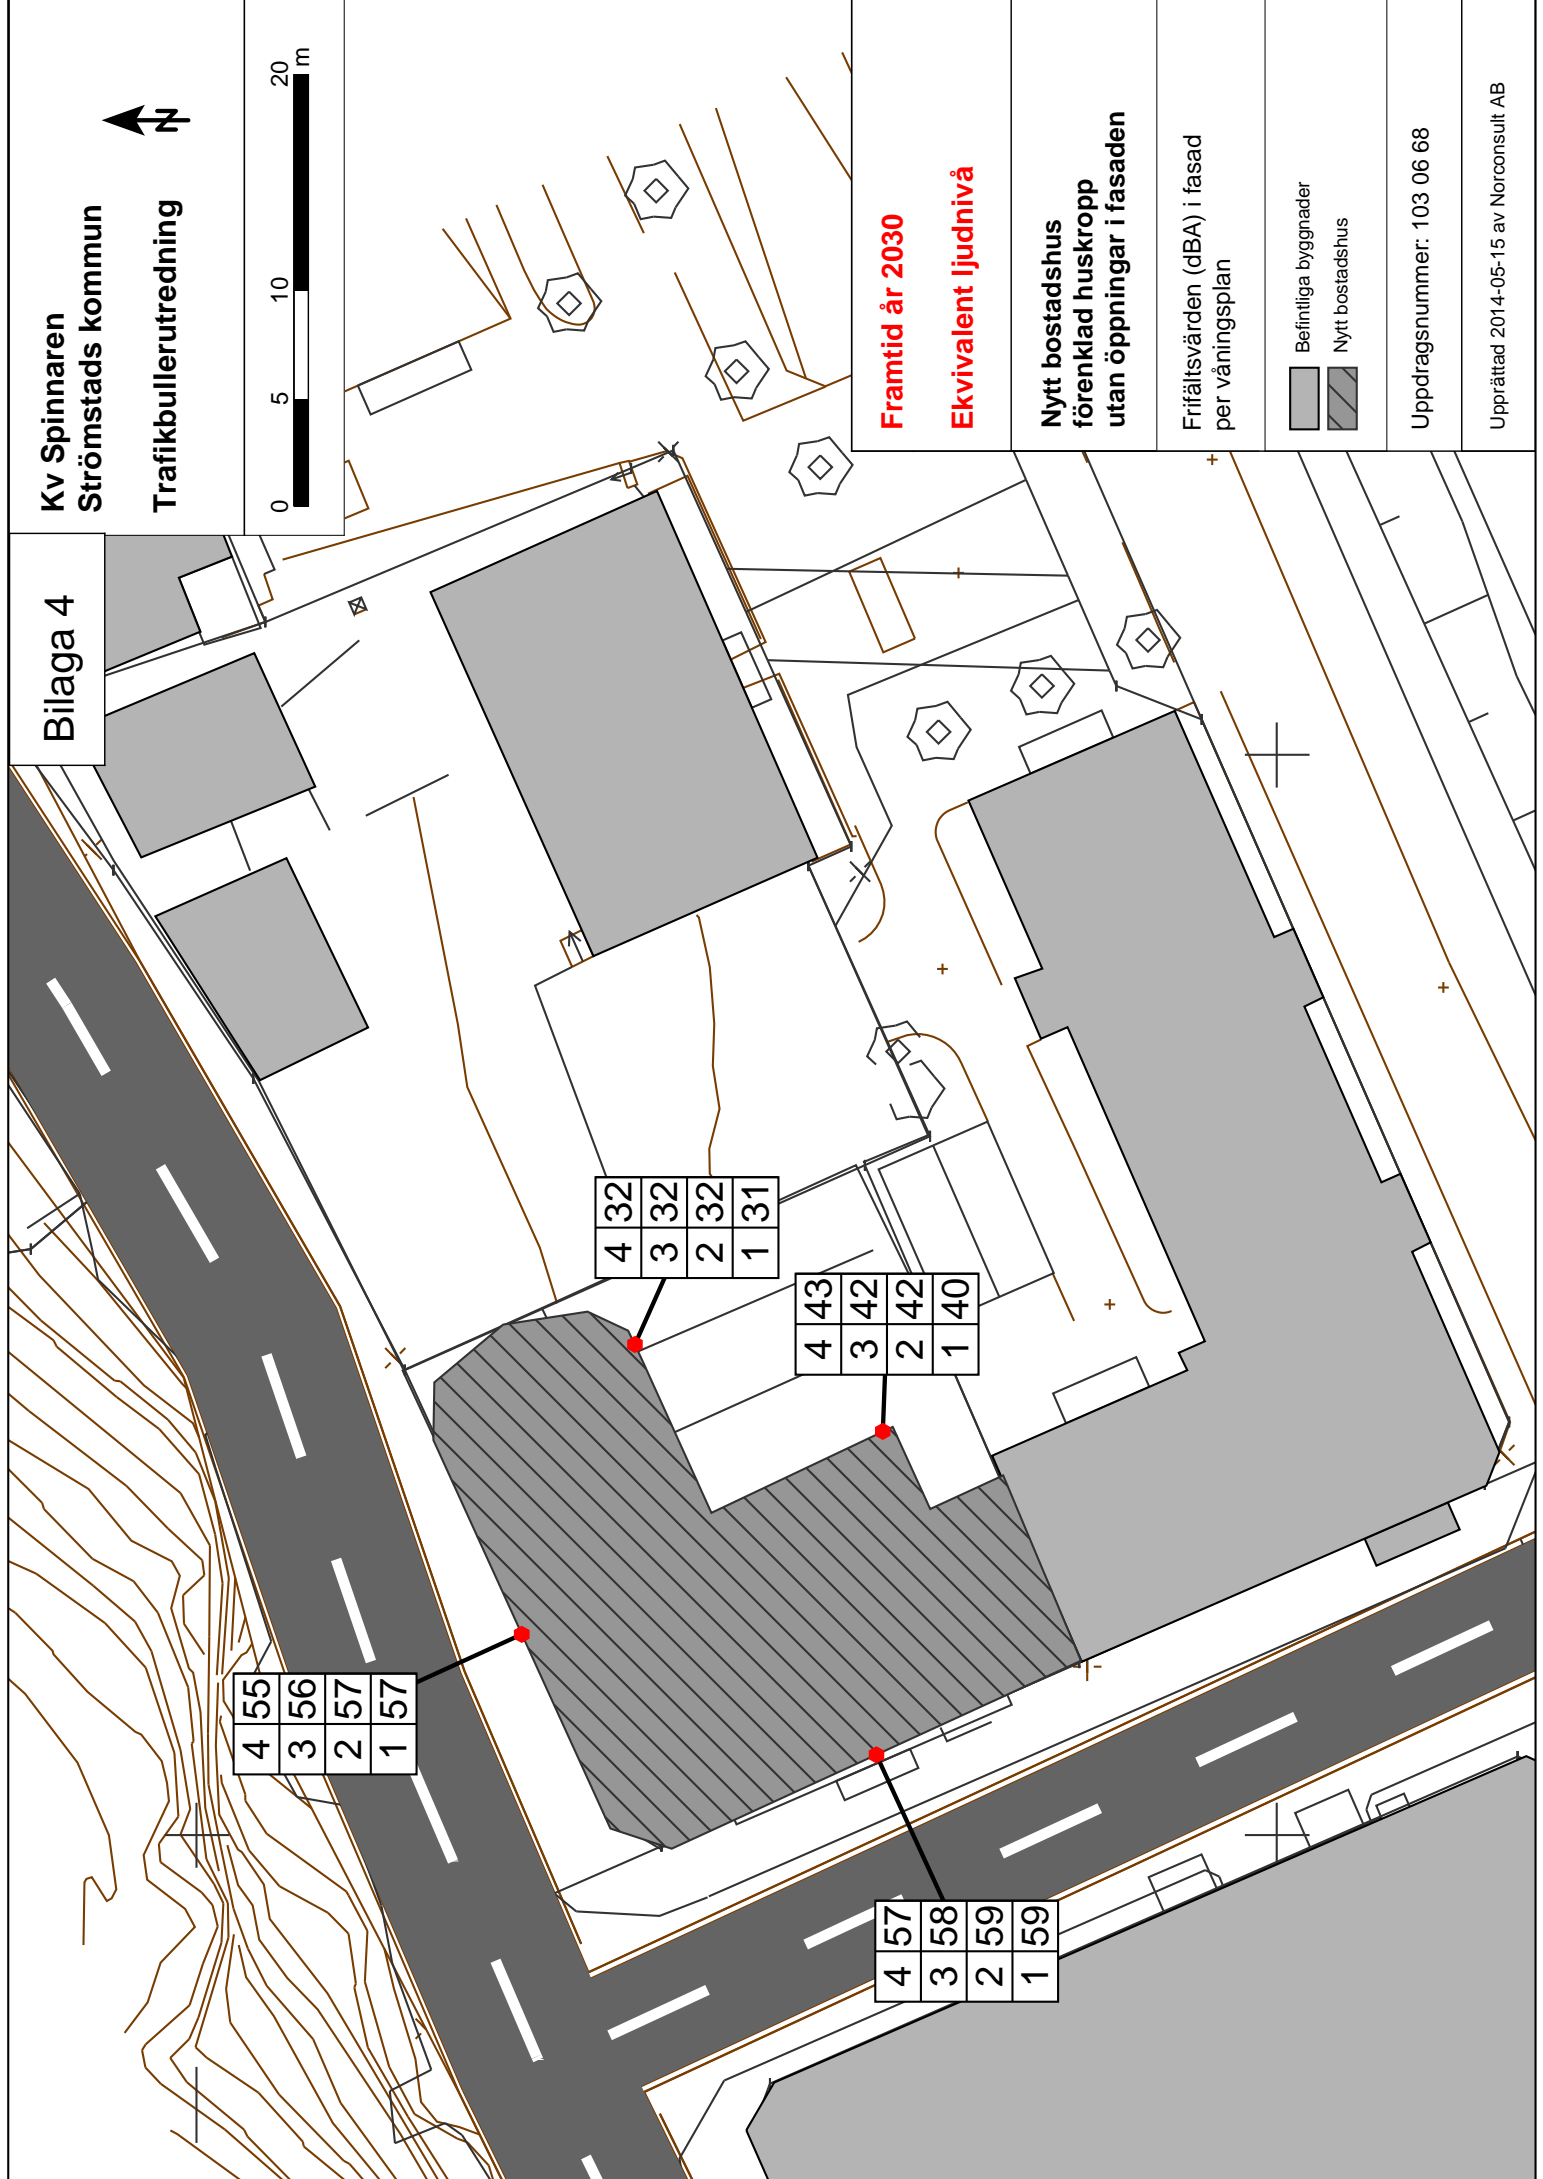 Bilaga 4
Kv Spinnaren
Strömstads kommun
Trafikbullerutredning
N
0 5 10 20
m
4 55
3 56
2 57
1 57
4 32
3 32
2 32
1 31
4 43
3 42
2 42
1 40
4 57
3 58
2 59
1 59
Framtid år 2030
Ekvivalent ljudnivå
Nytt bostadshus
förenklad huskropp
utan öppningar i fasaden
Frifältsvärden (dBA) i fasad
per våningsplan
Befintliga byggnader
Nytt bostadshus
Uppdragsnummer: 103 06 68
Upprättad 2014-05-15 av Norconsult AB